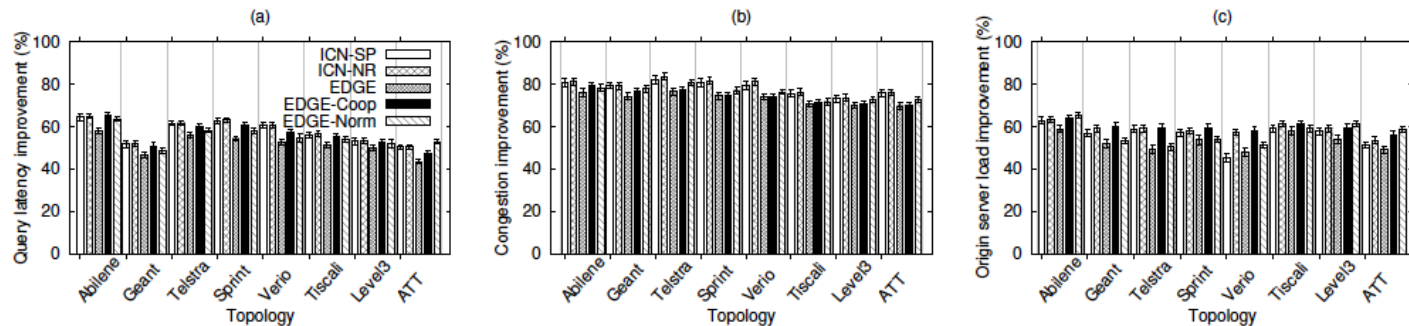 (a)
Query latency improvement (%)
100
80
60
40
20
0
ICN-SP
ICN-NR
EDGE
EDGE-Coop
EDGE-Norm
Abilene
Geant
Telstra
Sprint
Verio
Tiscali
Level3
ATT
Topology
(b)
Congestion improvement (%)
100
80
60
40
20
0
Abilene
Geant
Telstra
Sprint
Verio
Tiscali
Level3
ATT
Topology
(c)
Origin server load improvement (%)
100
80
60
40
20
0
Abilene
Geant
Telstra
Sprint
Verio
Tiscali
Level3
ATT
Topology